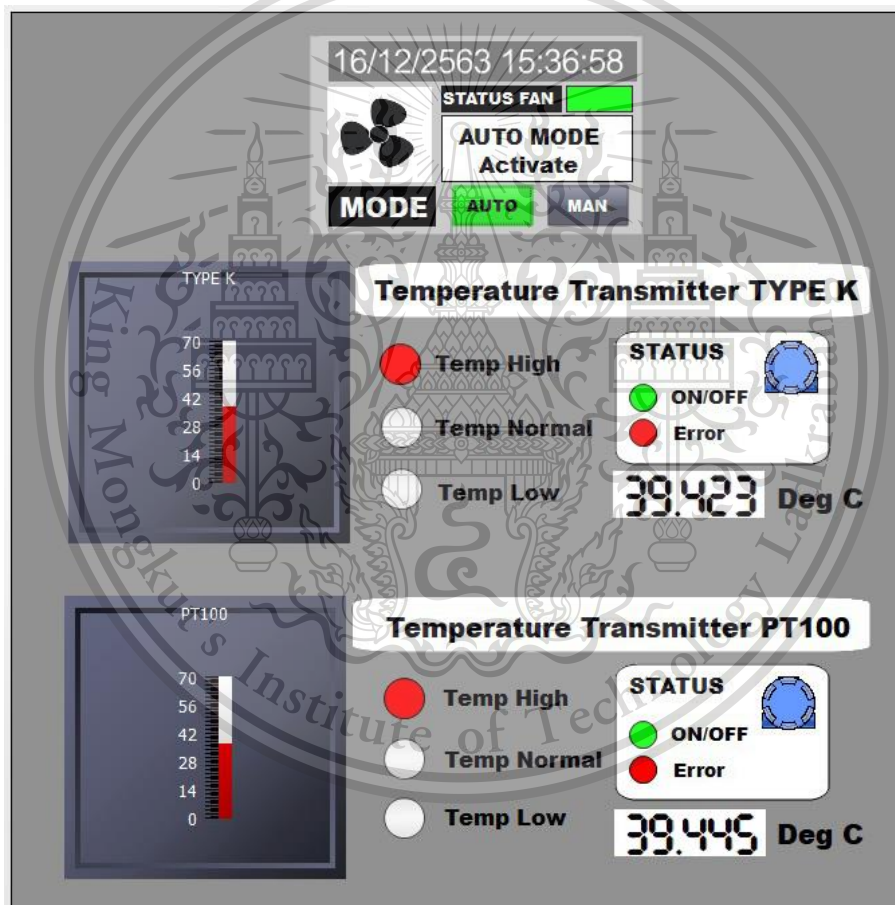 16/12/2563 15:36:58
STATUS FAN
AUTO MODE
Activate
MODE AUTO MAN
TYPE K
70
56
42
28
14
0
Temperature Transmitter TYPE K
Temp High
Temp Normal
Temp Low
STATUS
ON/OFF
Error
39.423 Deg C
PT100
70
56
42
28
14
0
Temperature Transmitter PT100
Temp High
Temp Normal
Temp Low
STATUS
ON/OFF
Error
39.445 Deg C
King Mongkut's Institute of Technology Ladkrabang